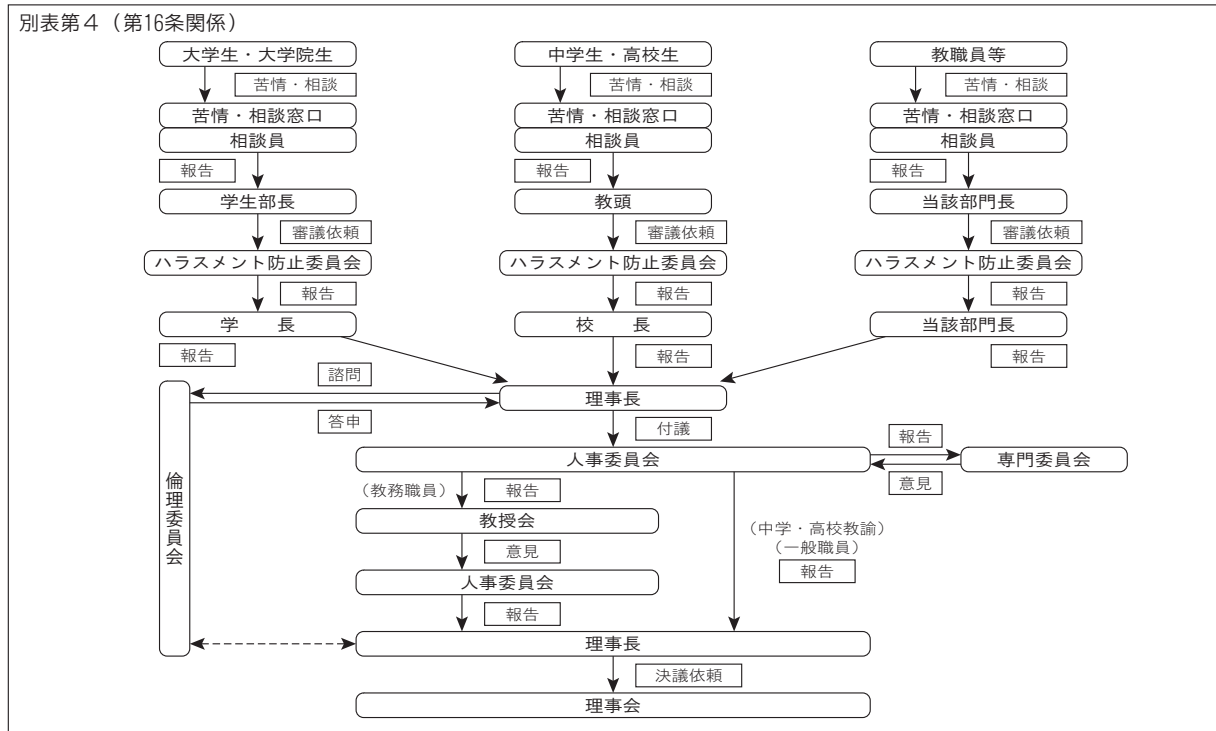 別表第４（第16条関係）
大学生・大学院生
中学生・高校生
教職員等
苦情・相談
苦情・相談
苦情・相談
苦情・相談窓口
苦情・相談窓口
苦情・相談窓口
相談員
相談員
相談員
報告
報告
報告
学生部長
教頭
当該部門長
審議依頼
審議依頼
審議依頼
ハラスメント防止委員会
ハラスメント防止委員会
ハラスメント防止委員会
報告
報告
報告
学　長
校　長
当該部門長
報告
報告
報告
諮問
理事長
答申
付議
人事委員会
報告
専門委員会
意見
倫理委員会
（教務職員）
報告
教授会
（中学・高校教諭）
（一般職員）
報告
意見
人事委員会
報告
理事長
決議依頼
理事会